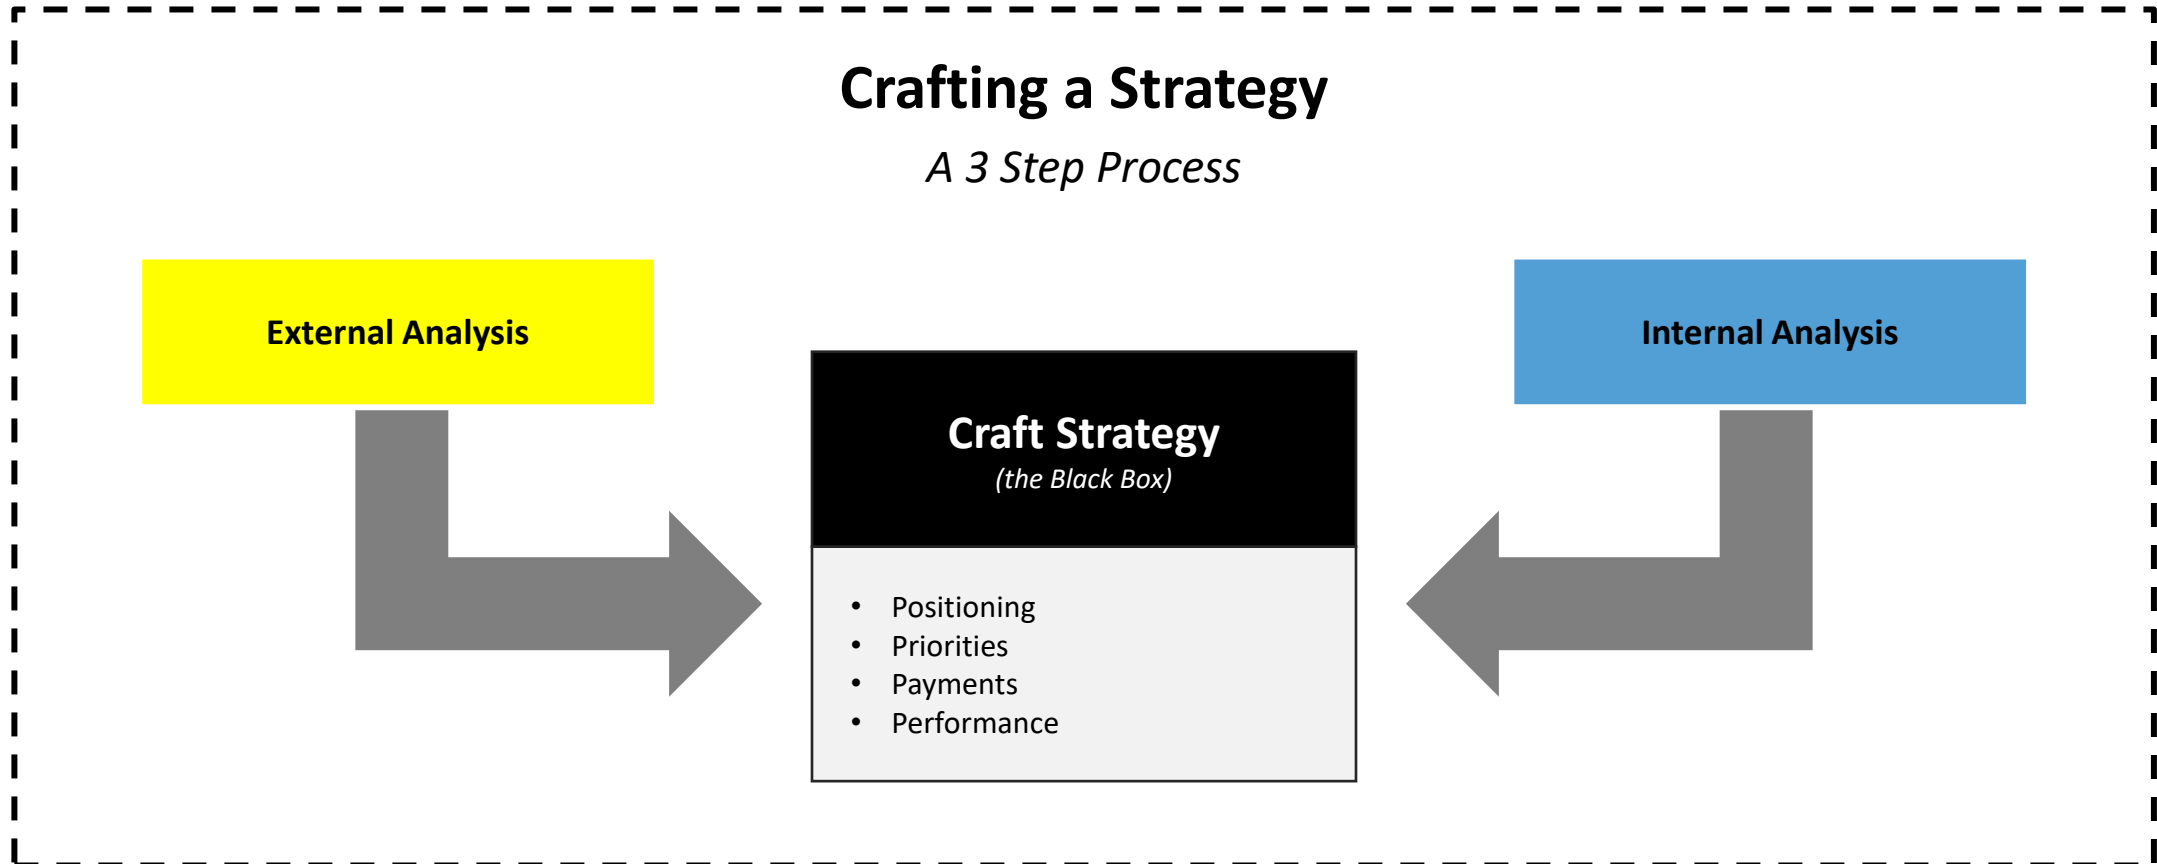 Crafting a Strategy
A 3 Step Process
External Analysis
Internal Analysis
Craft Strategy
(the Black Box)
• Positioning
• Priorities
• Payments
• Performance